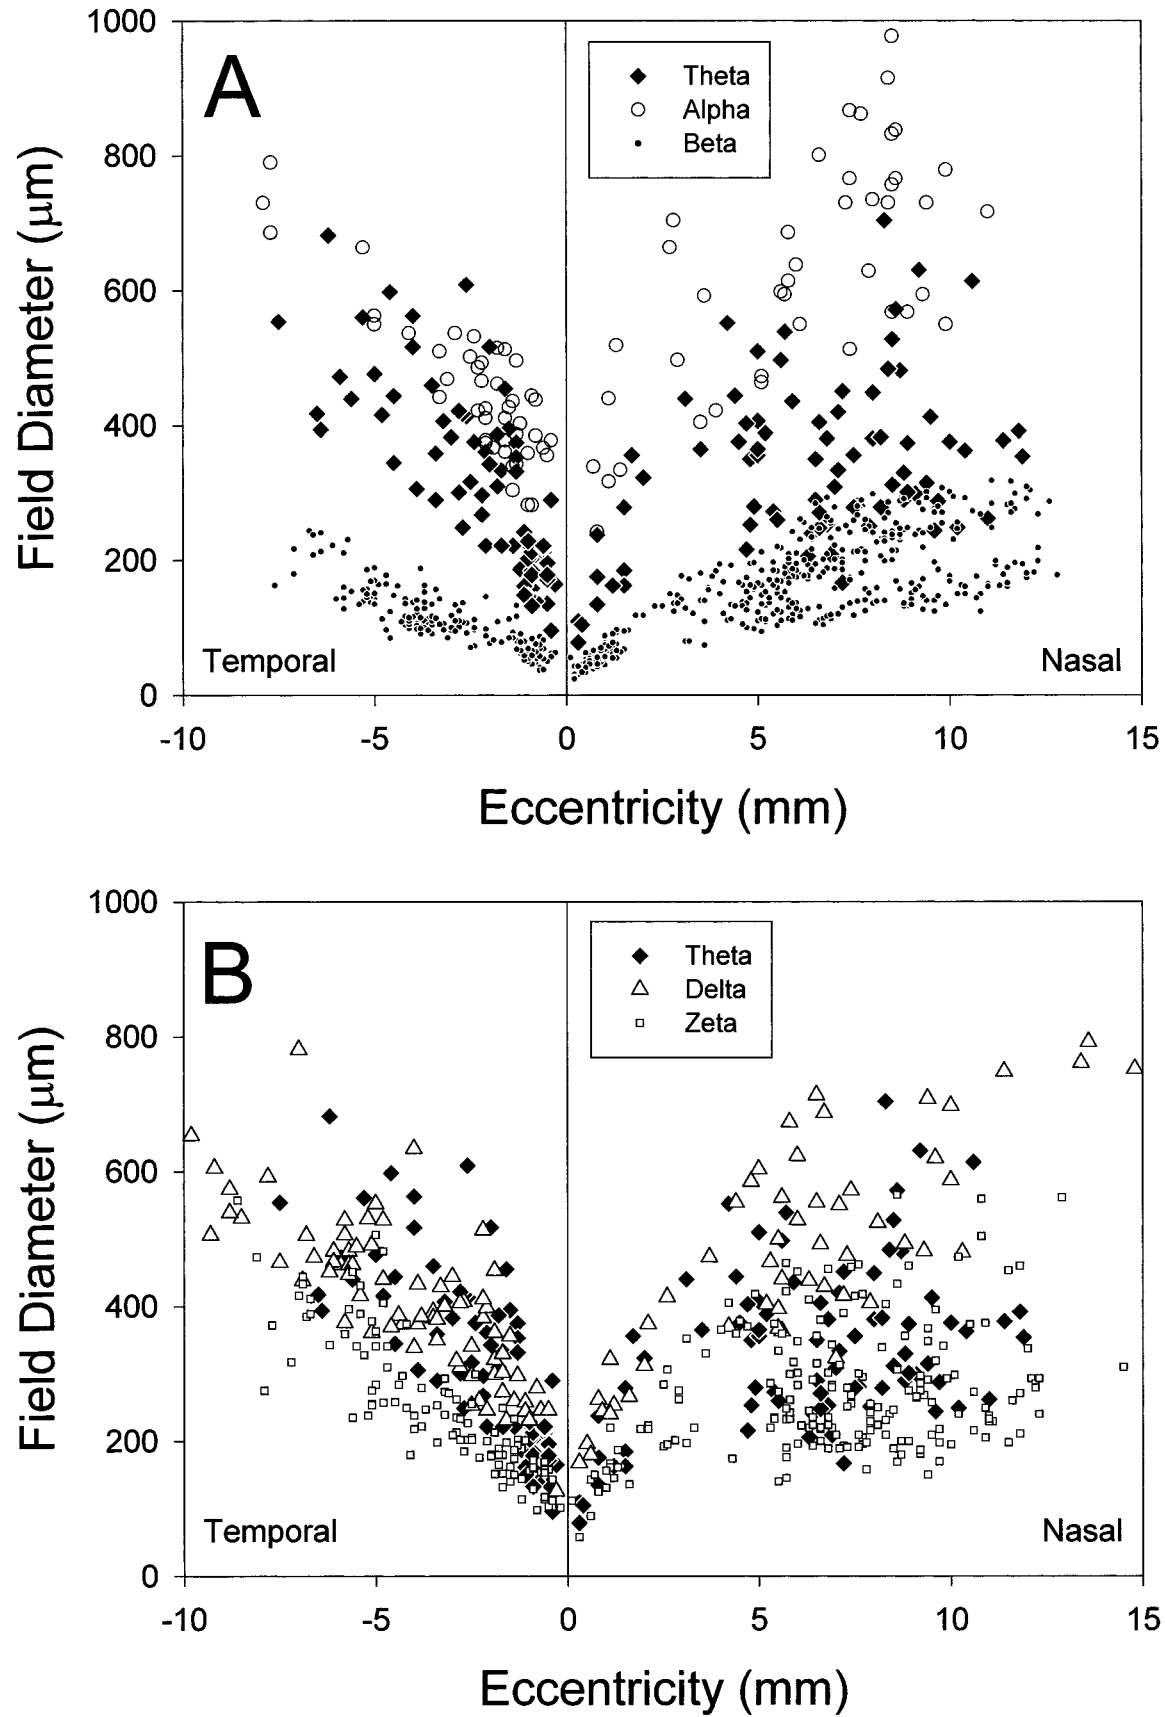 1000
A
Theta
Alpha
Beta
800
600
400
200
0
Field Diameter (μm)
Temporal
Nasal
-10 -5 0 5 10 15
Eccentricity (mm)
1000
B
Theta
Delta
Zeta
800
600
400
200
0
Field Diameter (μm)
Temporal
Nasal
-10 -5 0 5 10 15
Eccentricity (mm)